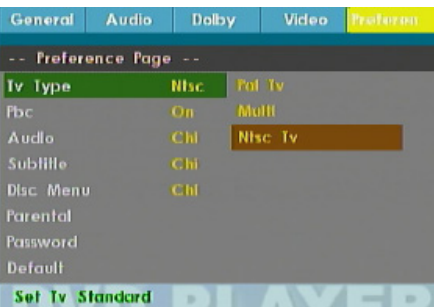 General Audio Dolby Video Preferen
-- Preference Page --
Tv Type Ntsc Pal Tv
Pbc On Multi
Audio Chi Ntsc Tv
Subtitle Chi
Disc Menu Chi
Parental
Password
Default
Set Tv Standard
PLAYER